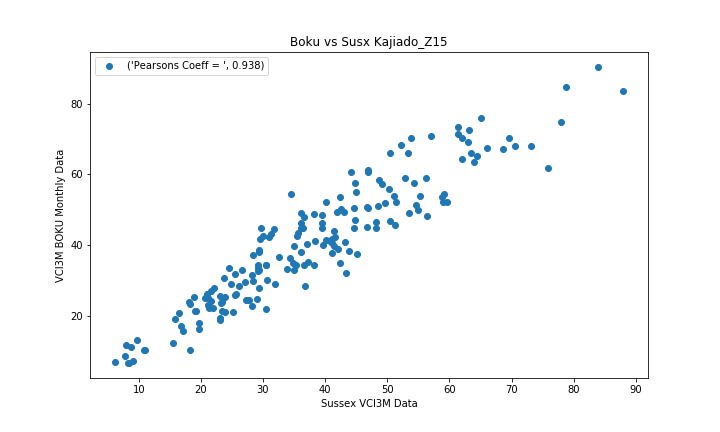 Boku vs Susx Kajiado_Z15
('Pearsons Coeff = ', 0.938)
VCI3M BOKU Monthly Data
80
60
40
20
10 20 30 40 50 60 70 80 90
Sussex VCI3M Data